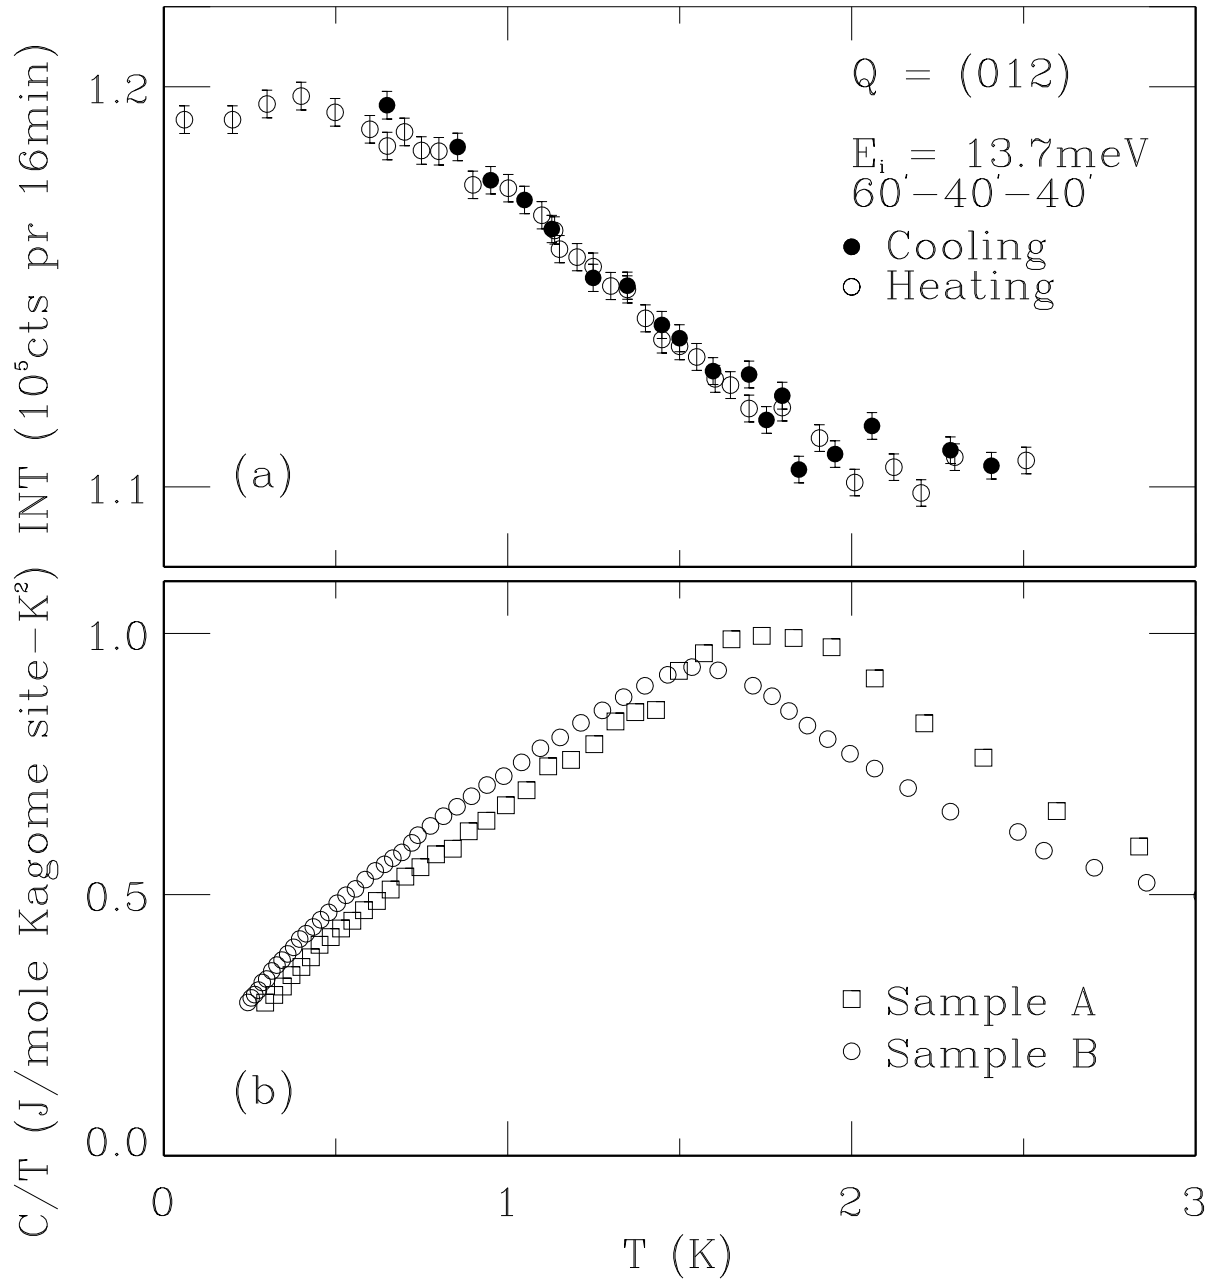 INT (10⁵cts pr 16min)
1.2
1.1
Q = (012)
Eᵢ = 13.7meV
60'−40'−40'
Cooling
Heating
(a)
C/T (J/mole Kagome site−K²)
1.0
0.5
0.0
Sample A
Sample B
(b)
0 1 2 3
T (K)